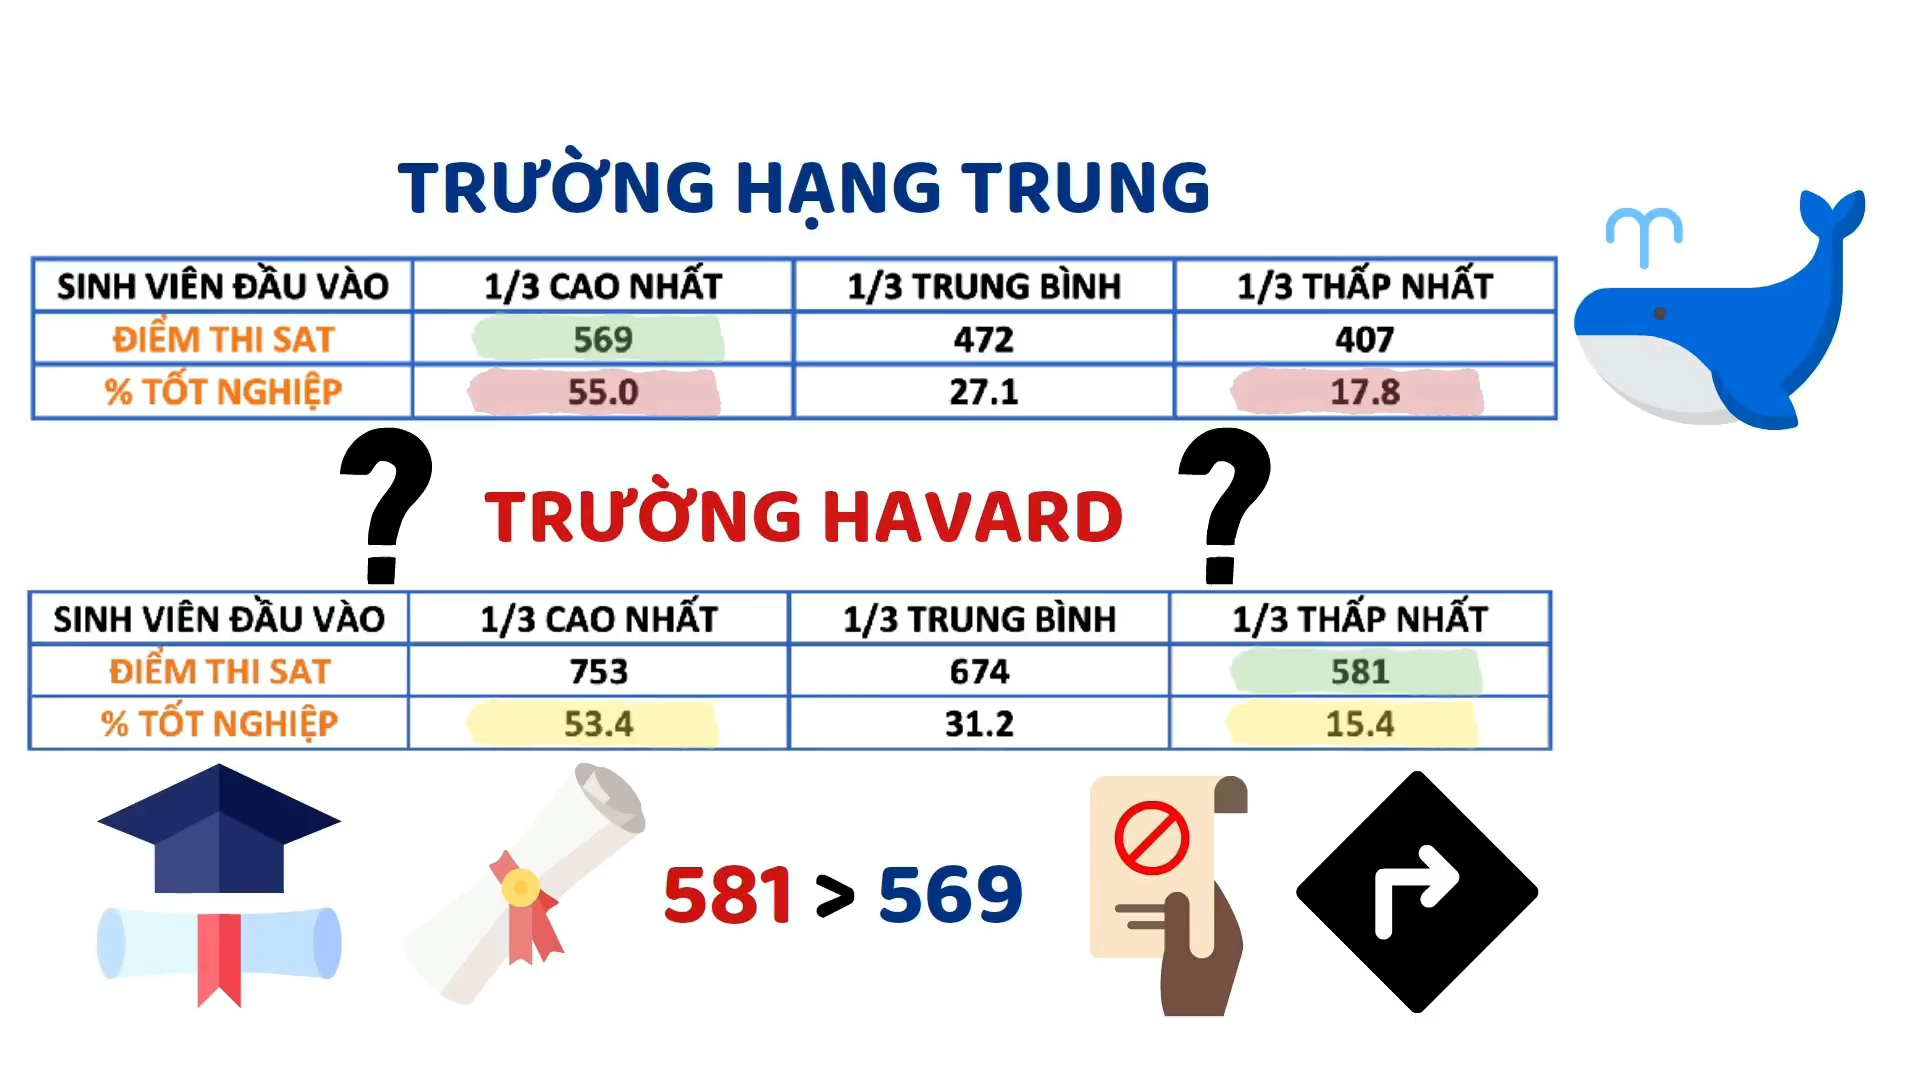 TRƯỜNG HẠNG TRUNG
SINH VIÊN ĐẦU VÀO 1/3 CAO NHẤT 1/3 TRUNG BÌNH 1/3 THẤP NHẤT
ĐIỂM THI SAT 569 472 407
% TỐT NGHIỆP 55.0 27.1 17.8
? TRƯỜNG HAVARD ?
SINH VIÊN ĐẦU VÀO 1/3 CAO NHẤT 1/3 TRUNG BÌNH 1/3 THẤP NHẤT
ĐIỂM THI SAT 753 674 581
% TỐT NGHIỆP 53.4 31.2 15.4
581 > 569